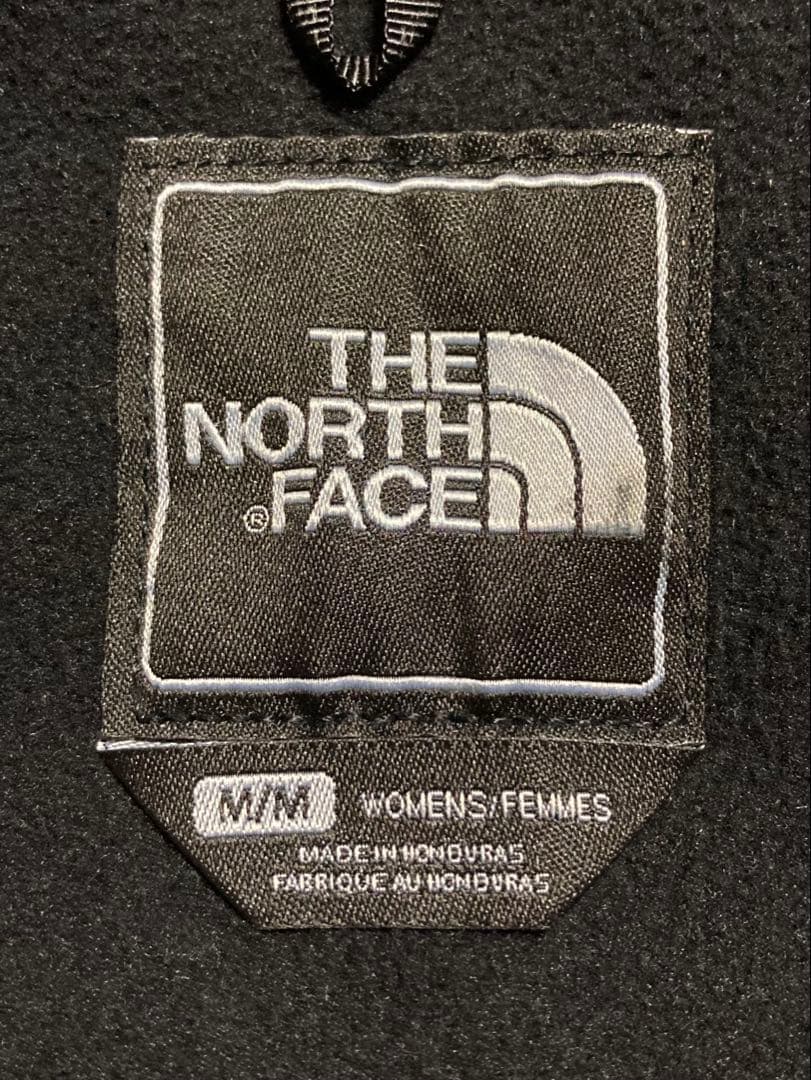 THE
NORTH
®FACE
M/M WOMENS/FEMMES
MADE IN HONDURAS
FABRIQUE AU HONDURAS